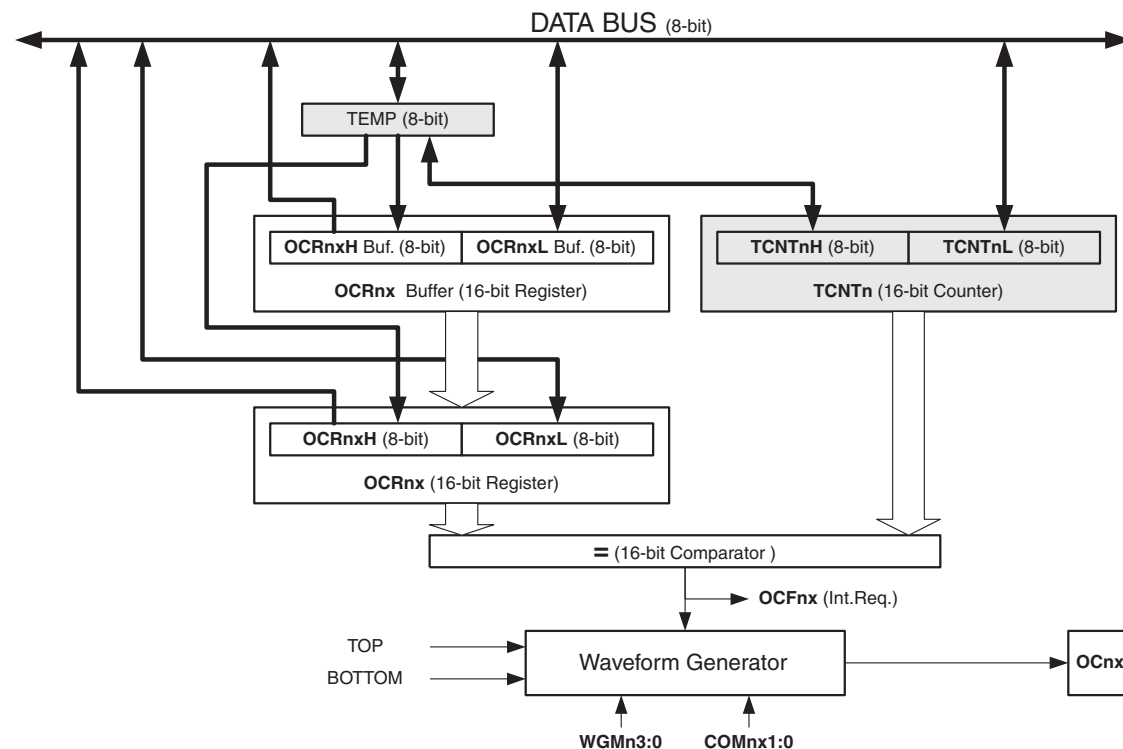 DATA BUS (8-bit)
TEMP (8-bit)
OCRnxH Buf. (8-bit) OCRnxL Buf. (8-bit)
TCNTnH (8-bit) TCNTnL (8-bit)
OCRnx Buffer (16-bit Register)
TCNTn (16-bit Counter)
OCRnxH (8-bit) OCRnxL (8-bit)
OCRnx (16-bit Register)
= (16-bit Comparator )
OCFnx (Int.Req.)
TOP
BOTTOM
Waveform Generator
OCnx
WGMn3:0 COMnx1:0